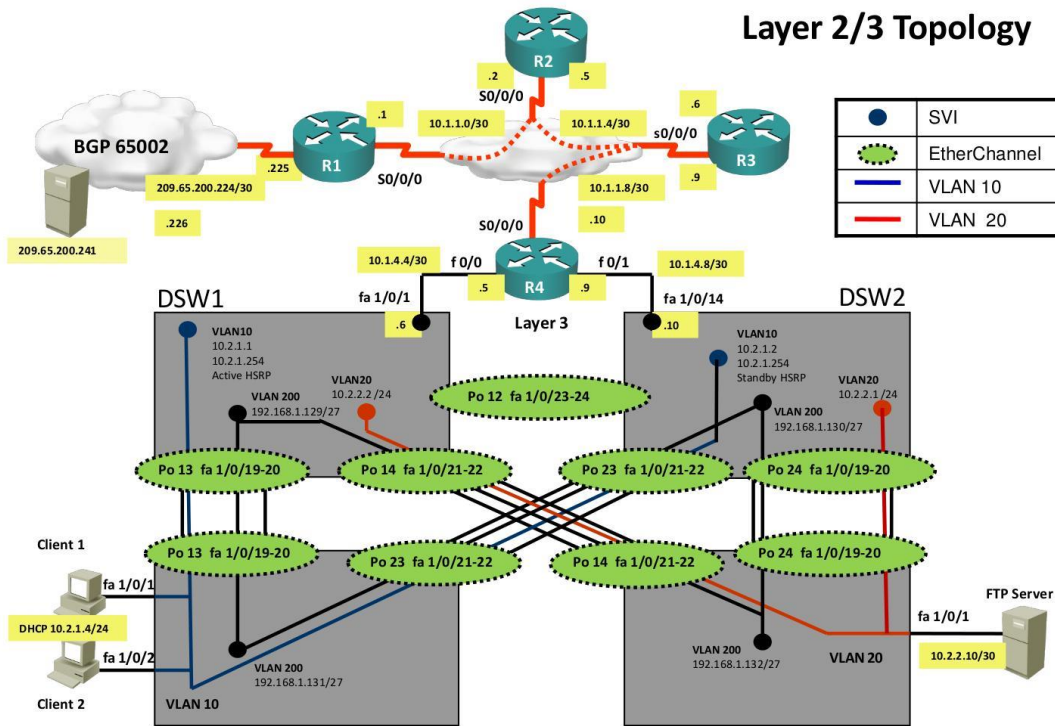 Layer 2/3 Topology
R2
.2
.5
S0/0/0
.1
10.1.1.0/30
10.1.1.4/30
.6
s0/0/0
BGP 65002
R1
R3
.225
S0/0/0
.9
209.65.200.224/30
10.1.1.8/30
.226
.10
209.65.200.241
S0/0/0
SVI
EtherChannel
VLAN 10
VLAN 20
10.1.4.4/30
f 0/0
f 0/1
10.1.4.8/30
R4
.5
.9
DSW1
fa 1/0/1
fa 1/0/14
DSW2
.6
Layer 3
.10
VLAN10
10.2.1.1
10.2.1.254
Active HSRP
VLAN10
10.2.1.2
10.2.1.254
Standby HSRP
VLAN20
10.2.2.2 /24
VLAN20
10.2.2.1 /24
Po 12 fa 1/0/23-24
VLAN 200
192.168.1.129/27
VLAN 200
192.168.1.130/27
Po 13 fa 1/0/19-20
Po 14 fa 1/0/21-22
Po 23 fa 1/0/21-22
Po 24 fa 1/0/19-20
Client 1
Po 13 fa 1/0/19-20
Po 23 fa 1/0/21-22
Po 14 fa 1/0/21-22
Po 24 fa 1/0/19-20
fa 1/0/1
FTP Server
fa 1/0/1
DHCP 10.2.1.4/24
fa 1/0/2
10.2.2.10/30
VLAN 200
192.168.1.131/27
VLAN 200
192.168.1.132/27
VLAN 20
Client 2
VLAN 10